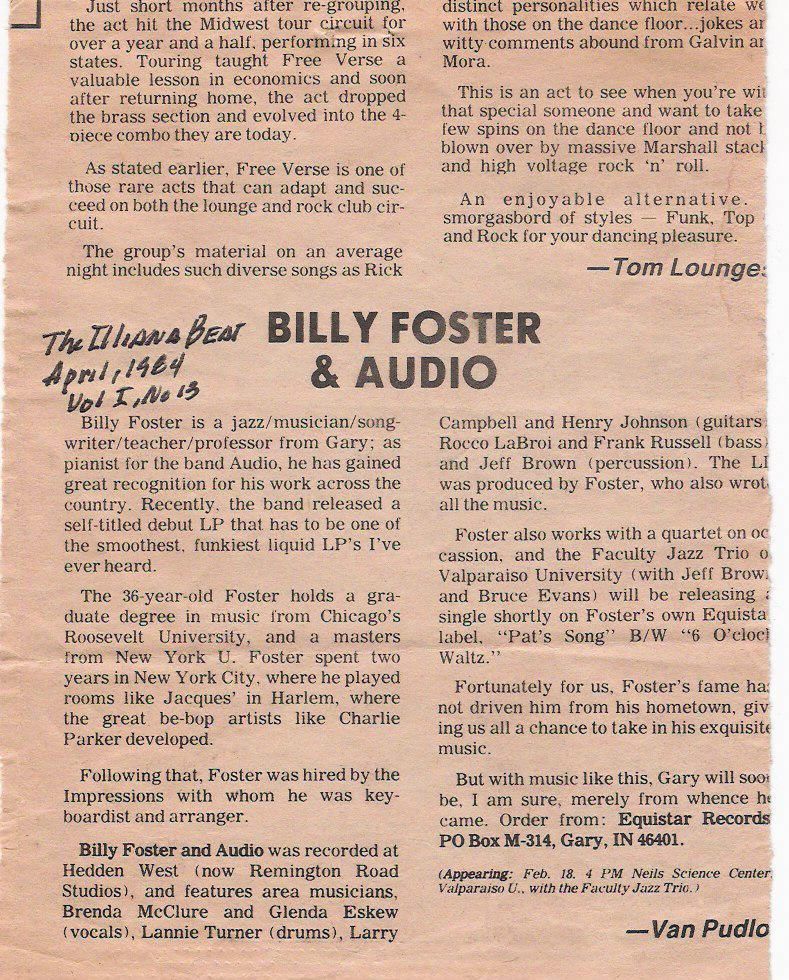 Just short months after re-grouping,
the act hit the Midwest tour circuit for
over a year and a half, performing in six
states. Touring taught Free Verse a
valuable lesson in economics and soon
after returning home, the act dropped
the brass section and evolved into the 4-
piece combo they are today.
As stated earlier, Free Verse is one of
those rare acts that can adapt and suc-
ceed on both the lounge and rock club cir-
cuit.
The group's material on an average
night includes such diverse songs as Rick
distinct personalities which relate we
with those on the dance floor...jokes an
witty comments abound from Galvin an
Mora.
This is an act to see when you're wit
that special someone and want to take
few spins on the dance floor and not b
blown over by massive Marshall stack
and high voltage rock 'n' roll.
An enjoyable alternative.
smorgasbord of styles — Funk, Top
and Rock for your dancing pleasure.
—Tom Lounge
The Illiana Beat
April, 1984
Vol I, No 13
BILLY FOSTER
& AUDIO
Billy Foster is a jazz/musician/song-
writer/teacher/professor from Gary; as
pianist for the band Audio, he has gained
great recognition for his work across the
country. Recently, the band released a
self-titled debut LP that has to be one of
the smoothest, funkiest liquid LP's I've
ever heard.
The 36-year-old Foster holds a gra-
duate degree in music from Chicago's
Roosevelt University, and a masters
from New York U. Foster spent two
years in New York City, where he played
rooms like Jacques' in Harlem, where
the great be-bop artists like Charlie
Parker developed.
Following that, Foster was hired by the
Impressions with whom he was key-
boardist and arranger.
Billy Foster and Audio was recorded at
Hedden West (now Remington Road
Studios), and features area musicians,
Brenda McClure and Glenda Eskew
(vocals), Lannie Turner (drums), Larry
Campbell and Henry Johnson (guitars
Rocco LaBroi and Frank Russell (bass)
and Jeff Brown (percussion). The LI
was produced by Foster, who also wrot
all the music.
Foster also works with a quartet on oc
cassion, and the Faculty Jazz Trio o
Valparaiso University (with Jeff Brow
and Bruce Evans) will be releasing a
single shortly on Foster's own Equista
label, "Pat's Song" B/W "6 O'cloc
Waltz."
Fortunately for us, Foster's fame ha
not driven him from his hometown, giv
ing us all a chance to take in his exquisite
music.
But with music like this, Gary will soo
be, I am sure, merely from whence he
came. Order from: Equistar Records
PO Box M-314, Gary, IN 46401.
(Appearing: Feb. 18. 4 PM Neils Science Center,
Valparaiso U., with the Faculty Jazz Trio.)
—Van Pudlo